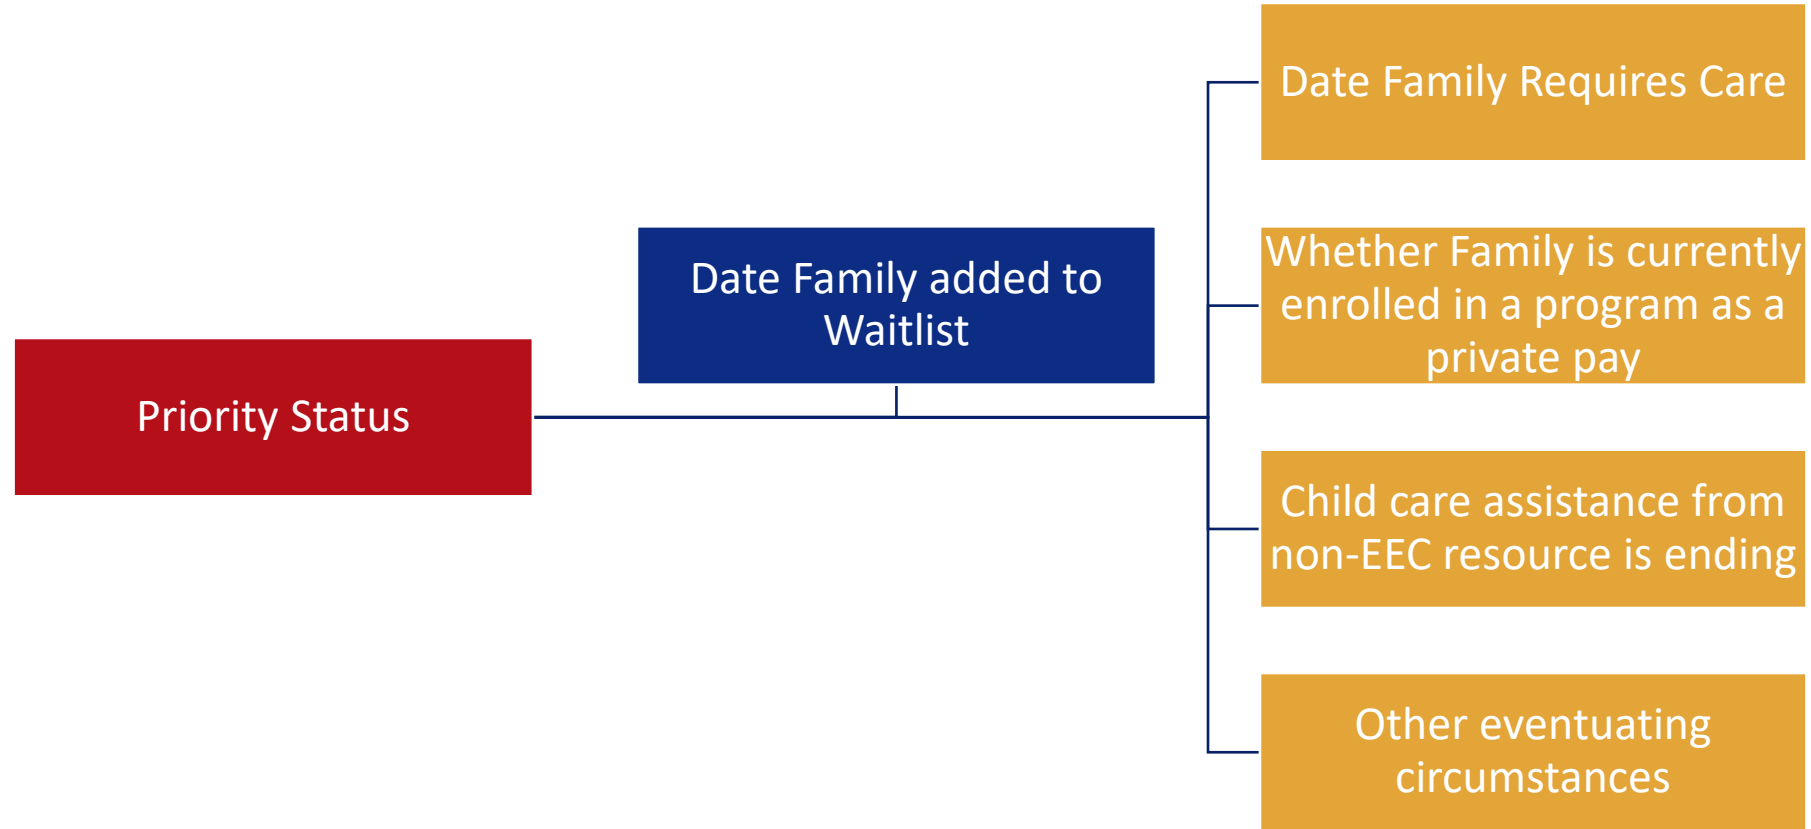 Priority Status
Date Family added to
Waitlist
Date Family Requires Care
Whether Family is currently
enrolled in a program as a
private pay
Child care assistance from
non-EEC resource is ending
Other eventuating
circumstances